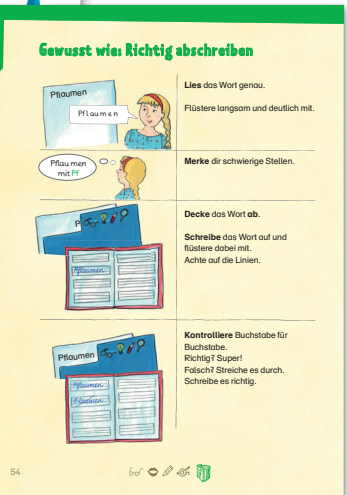 Gewusst wie: Richtig abschreiben
Pflaumen
Pflaumen
Lies das Wort genau.
Flüstere langsam und deutlich mit.
Pflaumen
mit Pf
Merke dir schwierige Stellen.
P
Decke das Wort ab.
Schreibe das Wort auf und
flüstere dabei mit.
Achte auf die Linien.
Pflaumen
Pflaumen
Pflaumen
Kontrolliere Buchstabe für
Buchstabe.
Richtig? Super!
Falsch? Streiche es durch.
Schreibe es richtig.
54